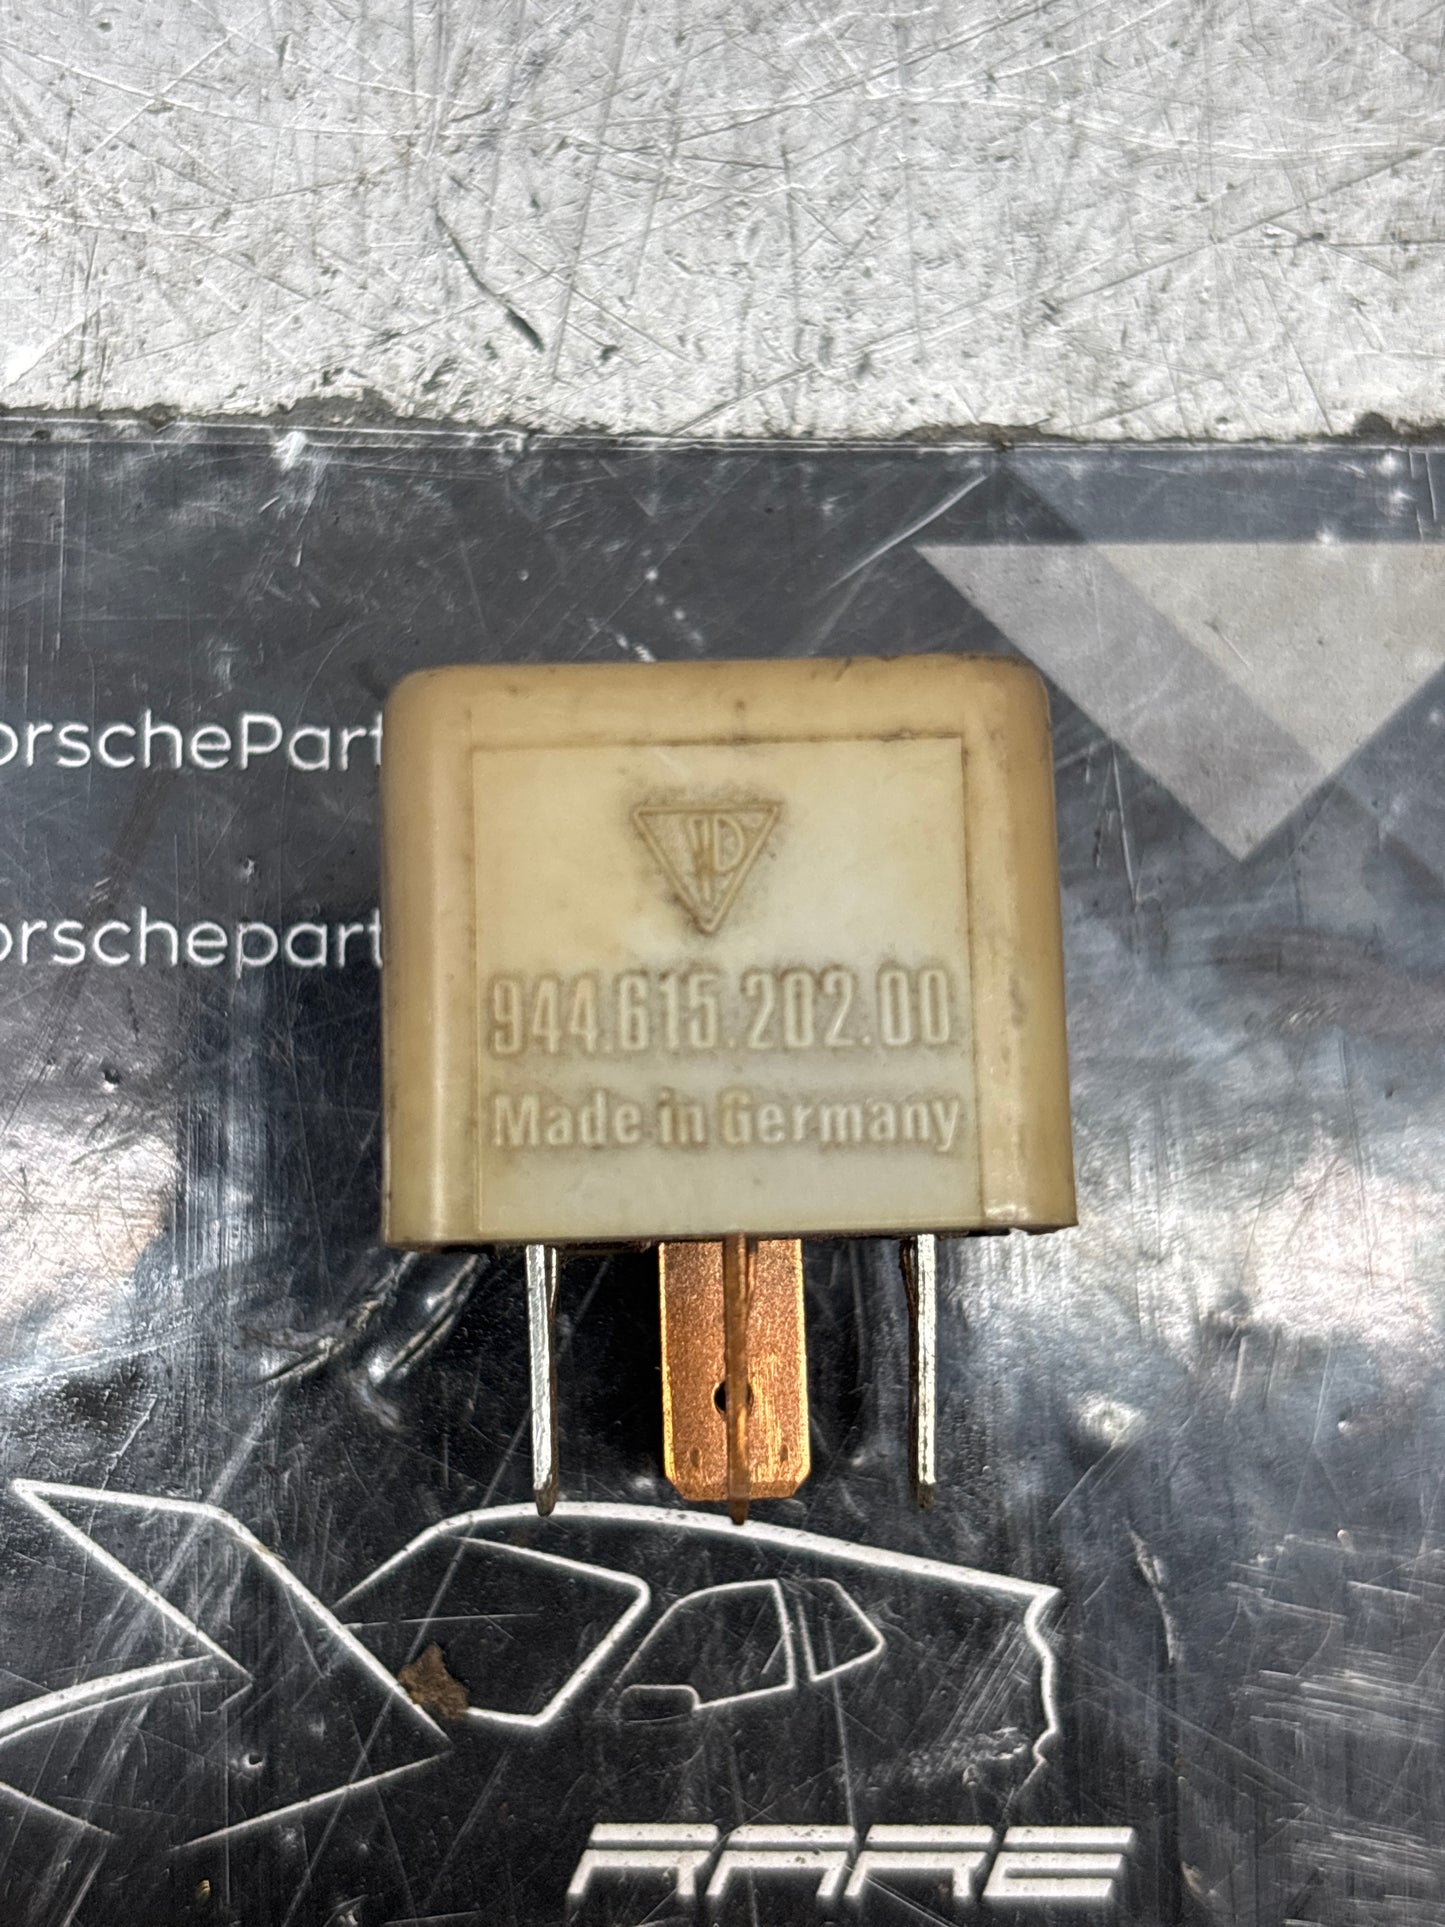 orschePart
orschepart
944.615.202.00
Made in Germany
RARE